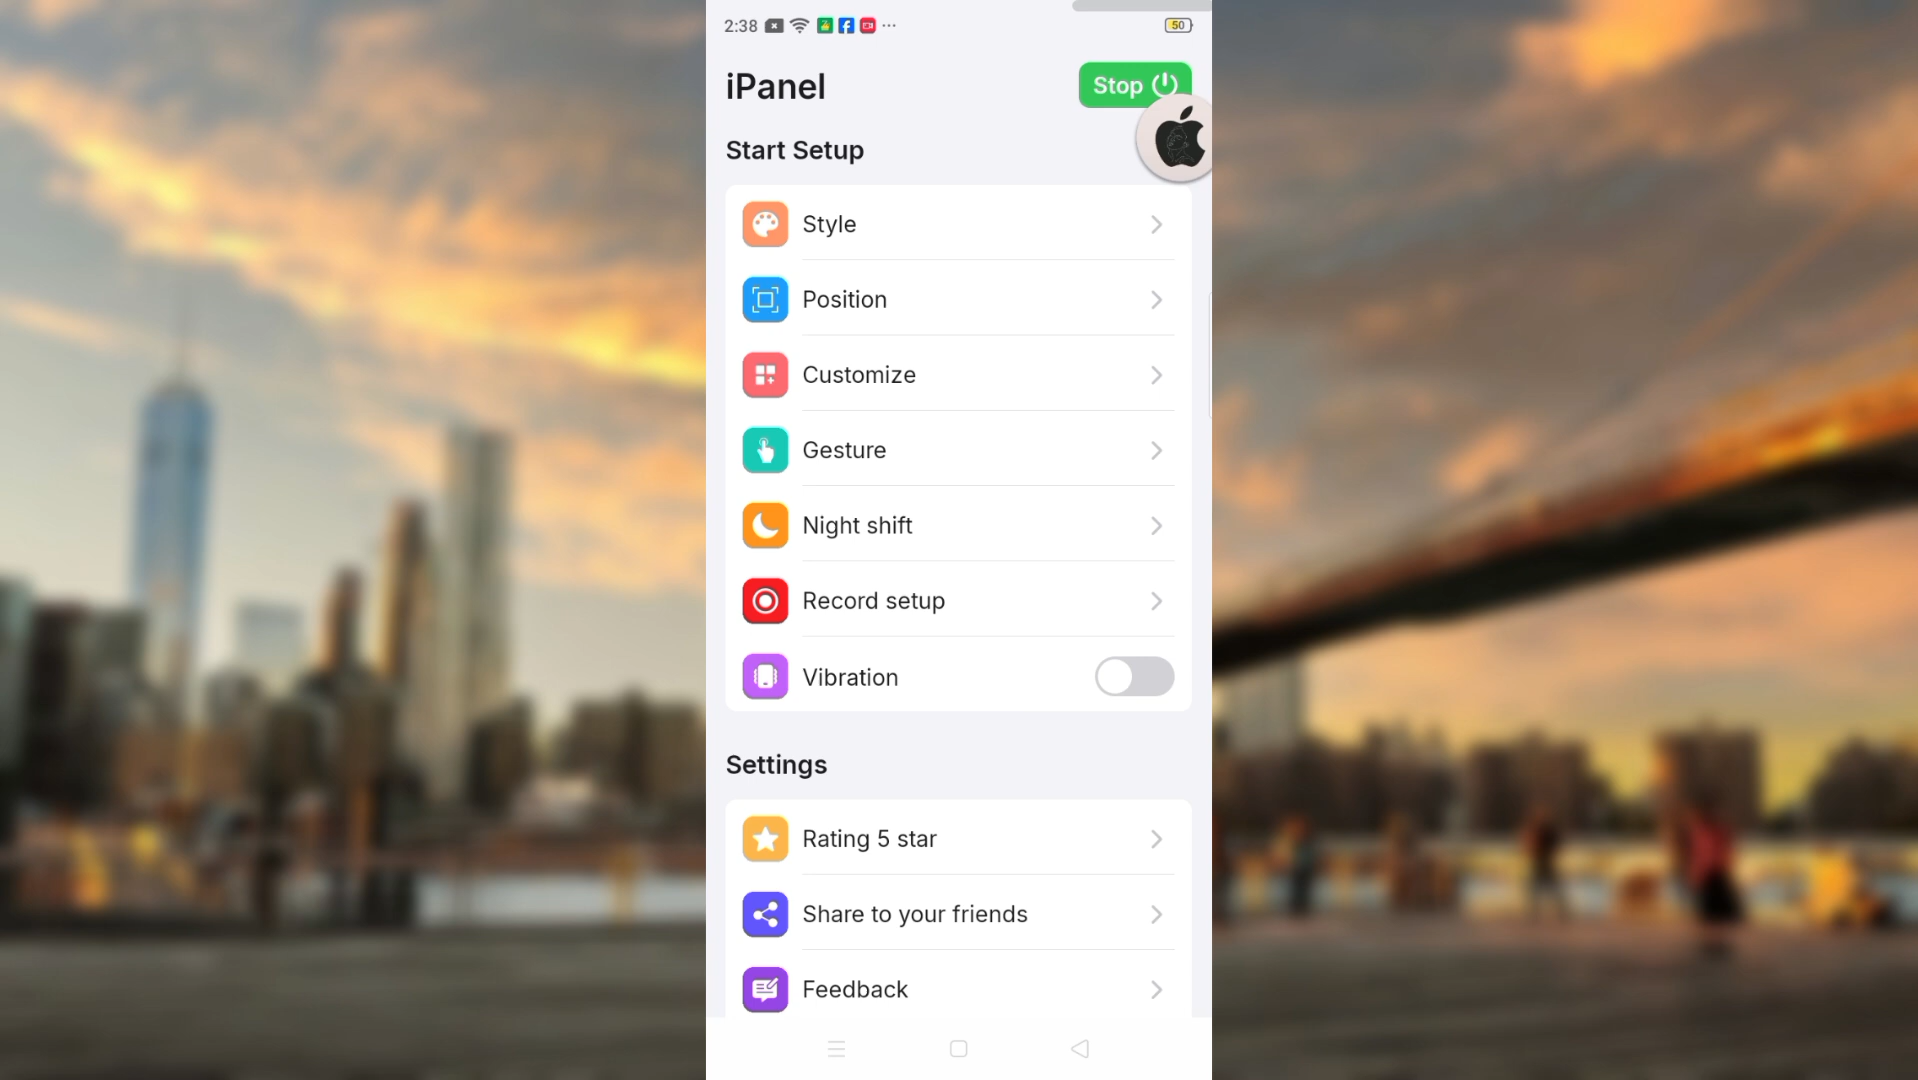 2:38
50
iPanel
Stop
Start Setup
Style
Position
Customize
Gesture
Night shift
Record setup
Vibration
Settings
Rating 5 star
Share to your friends
Feedback